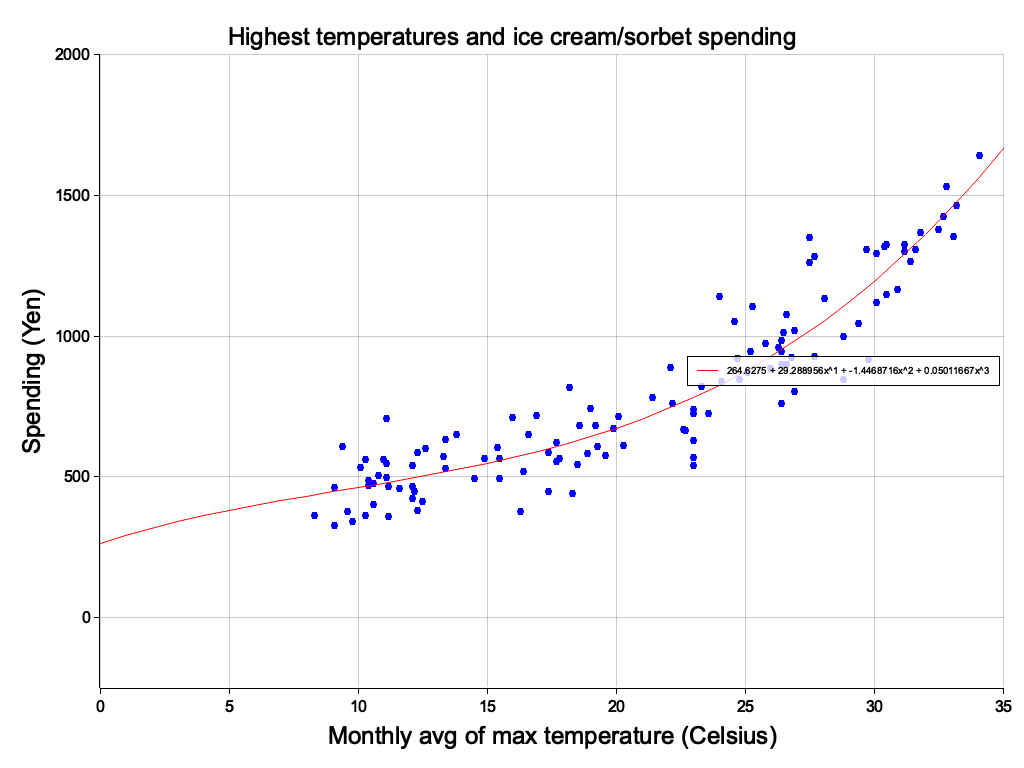 Highest temperatures and ice cream/sorbet spending
2000
1500
1000
500
0
Spending (Yen)
264.6275 + 29.288956x^1 + -1.4468716x^2 + 0.05011667x^3
0 5 10 15 20 25 30 35
Monthly avg of max temperature (Celsius)